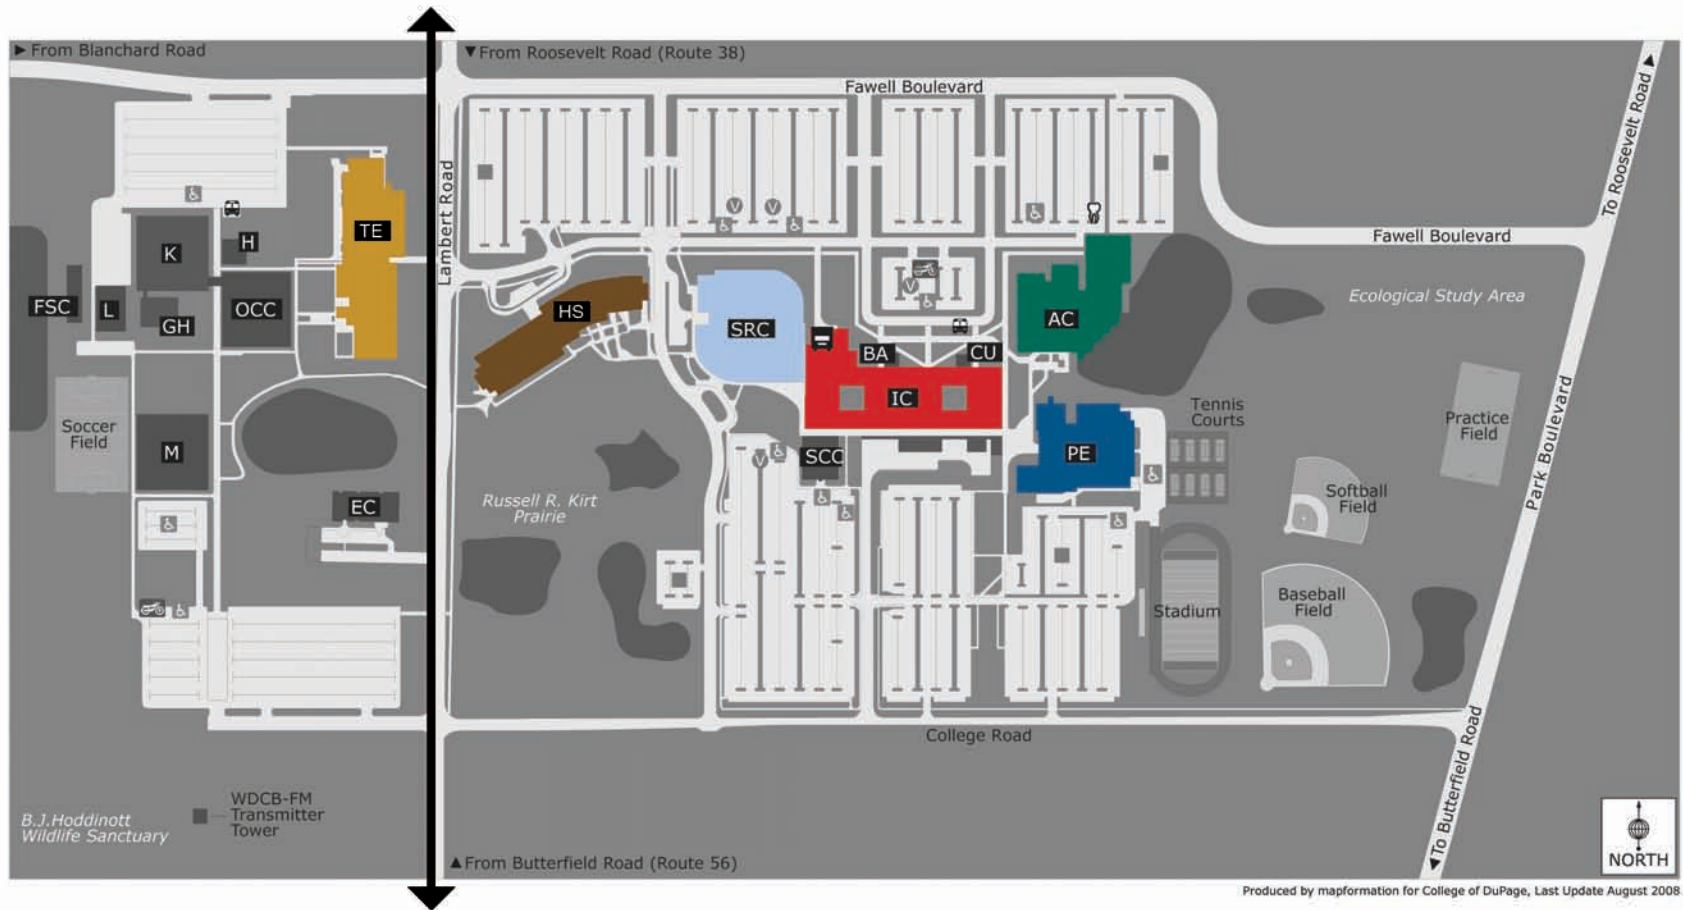 ► From Blanchard Road
▼From Roosevelt Road (Route 38)
Fawell Boulevard
To Roosevelt Road ►
Lambert Road
TE
K
H
FSC
L
GH
OCC
HS
SRC
BA
CU
IC
AC
Fawell Boulevard
Ecological Study Area
Soccer
Field
M
EC
Russell R. Kirt
Prairie
V
V
V
V
SCC
PE
Tennis
Courts
Practice
Field
Softball
Field
Park Boulevard
Baseball
Field
Stadium
College Road
◄To Butterfield Road
WDCB-FM
Transmitter
Tower
B.J.Hoddinott
Wildlife Sanctuary
▲From Butterfield Road (Route 56)
NORTH
Produced by mapformation for College of DuPage, Last Update August 2008